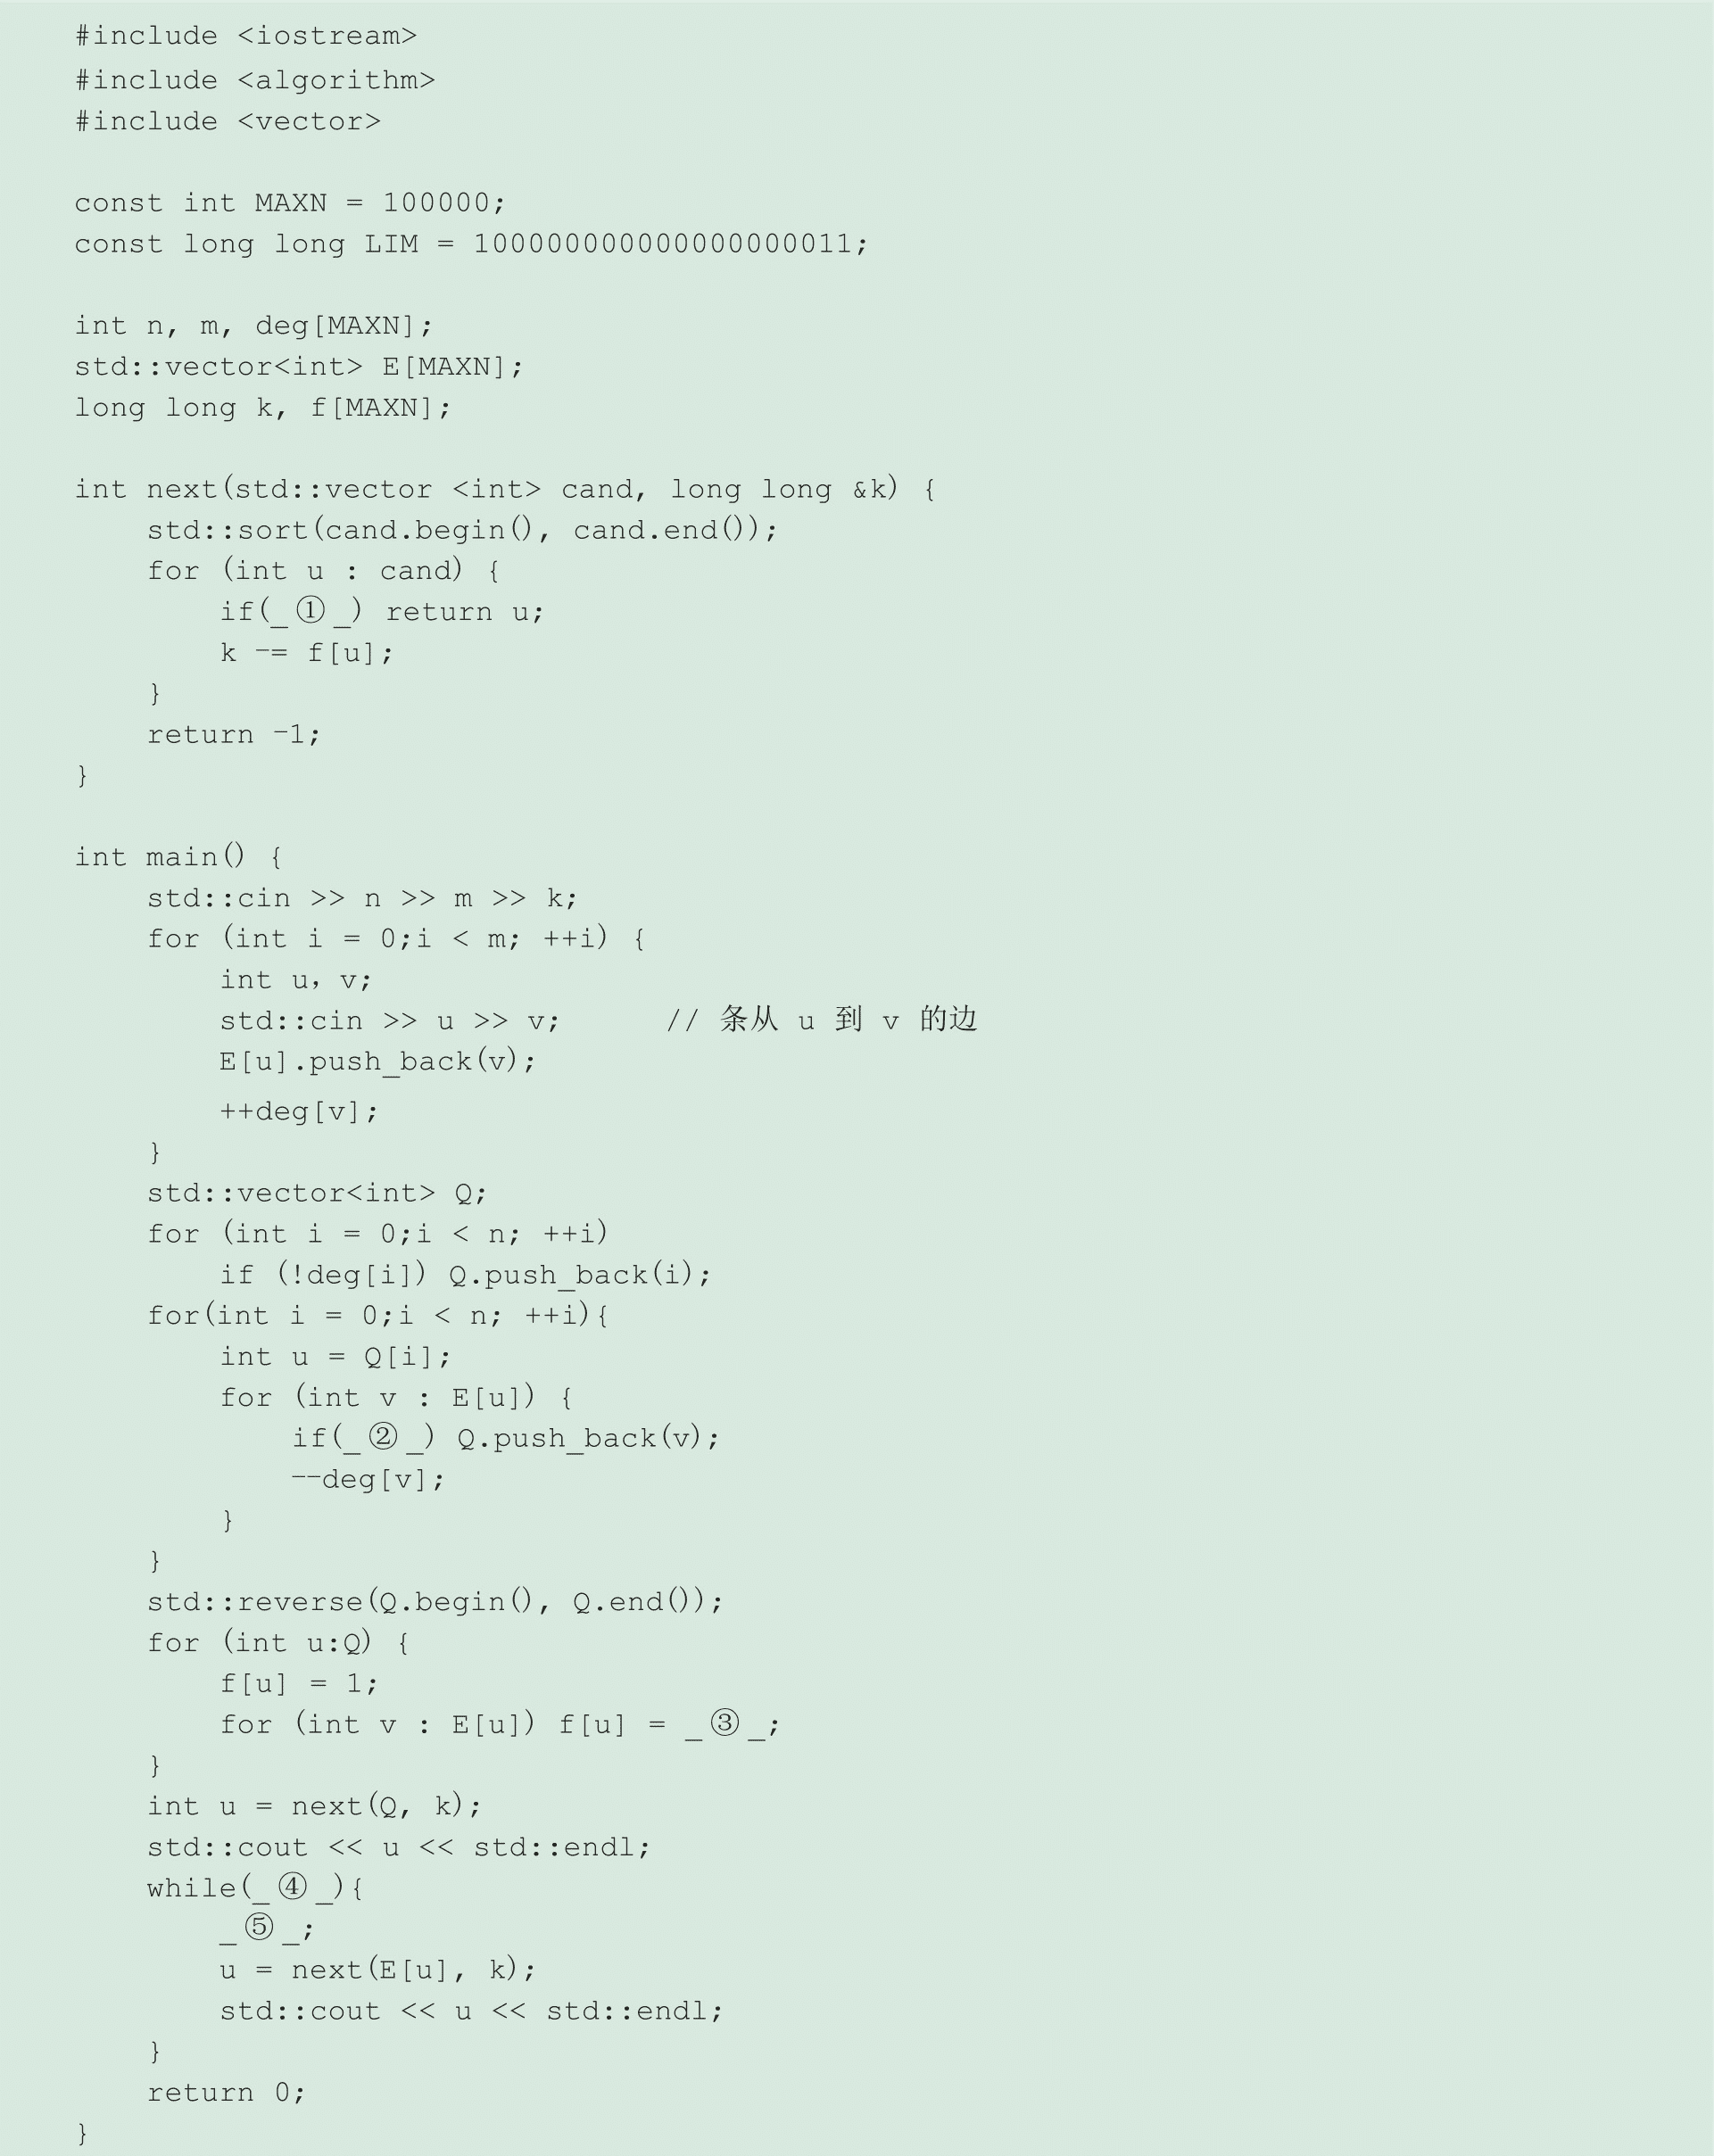 #include <iostream>
#include <algorithm>
#include <vector>

const int MAXN = 100000;
const long long LIM = 1000000000000000000011;

int n, m, deg[MAXN];
std::vector<int> E[MAXN];
long long k, f[MAXN];

int next(std::vector <int> cand, long long &k) {
    std::sort(cand.begin(), cand.end());
    for (int u : cand) {
        if(_①_) return u;
        k -= f[u];
    }
    return -1;
}

int main() {
    std::cin >> n >> m >> k;
    for (int i = 0;i < m; ++i) {
        int u，v;
        std::cin >> u >> v;      // 条从 u 到 v 的边
        E[u].push_back(v);
        ++deg[v];
    }
    std::vector<int> Q;
    for (int i = 0;i < n; ++i)
        if (!deg[i]) Q.push_back(i);
    for(int i = 0;i < n; ++i){
        int u = Q[i];
        for (int v : E[u]) {
            if(_②_) Q.push_back(v);
            --deg[v];
        }
    }
    std::reverse(Q.begin(), Q.end());
    for (int u:Q) {
        f[u] = 1;
        for (int v : E[u]) f[u] = _③_;
    }
    int u = next(Q, k);
    std::cout << u << std::endl;
    while(_④_){
        _⑤_;
        u = next(E[u], k);
        std::cout << u << std::endl;
    }
    return 0;
}